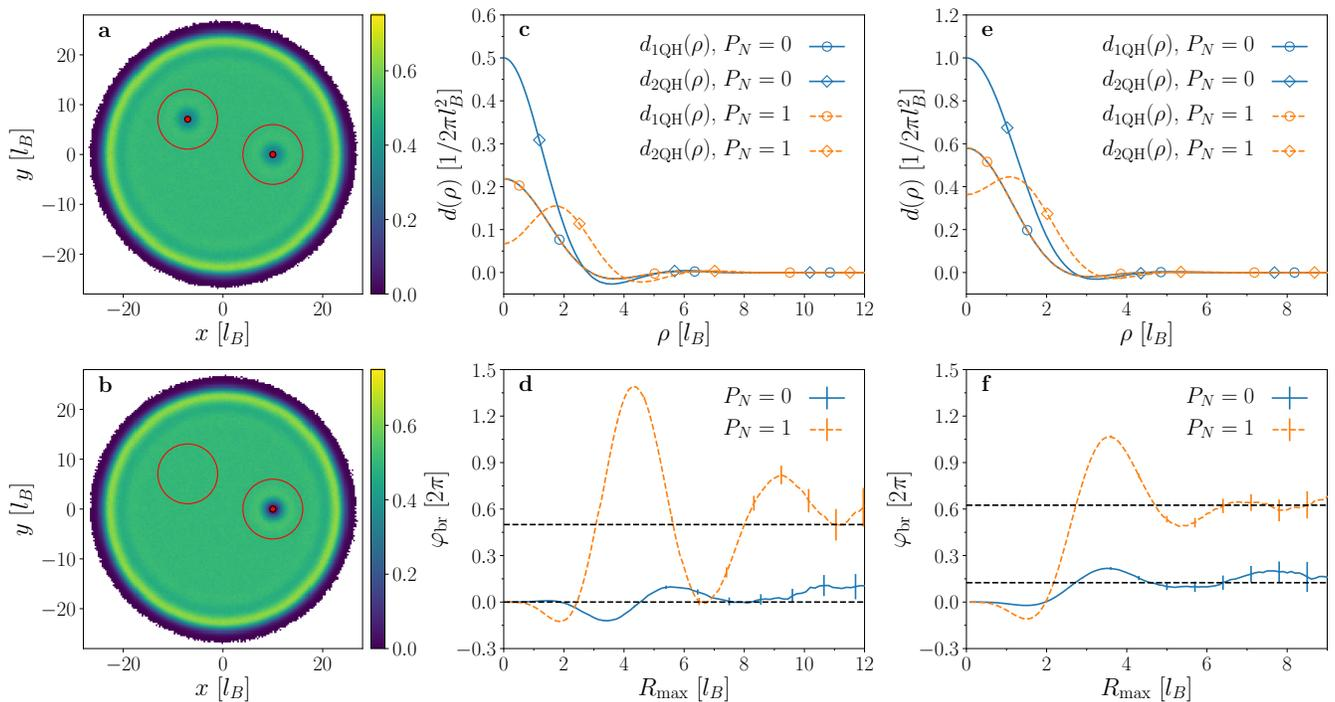 a
20
10
0
−10
−20
y [l_B]
−20 0 20
x [l_B]
0.6
0.4
0.2
0.0
c
0.6
0.5
0.4
0.3
0.2
0.1
0.0
d(ρ) [1/2πl_B^2]
d_1QH(ρ), P_N = 0
d_2QH(ρ), P_N = 0
d_1QH(ρ), P_N = 1
d_2QH(ρ), P_N = 1
0 2 4 6 8 10 12
ρ [l_B]
e
1.2
1.0
0.8
0.6
0.4
0.2
0.0
d(ρ) [1/2πl_B^2]
d_1QH(ρ), P_N = 0
d_2QH(ρ), P_N = 0
d_1QH(ρ), P_N = 1
d_2QH(ρ), P_N = 1
0 2 4 6 8
ρ [l_B]
b
20
10
0
−10
−20
y [l_B]
−20 0 20
x [l_B]
0.6
0.4
0.2
0.0
d
1.5
1.2
0.9
0.6
0.3
0.0
−0.3
φ_br [2π]
P_N = 0
P_N = 1
0 2 4 6 8 10 12
R_max [l_B]
f
1.5
1.2
0.9
0.6
0.3
0.0
−0.3
φ_br [2π]
P_N = 0
P_N = 1
0 2 4 6 8
R_max [l_B]